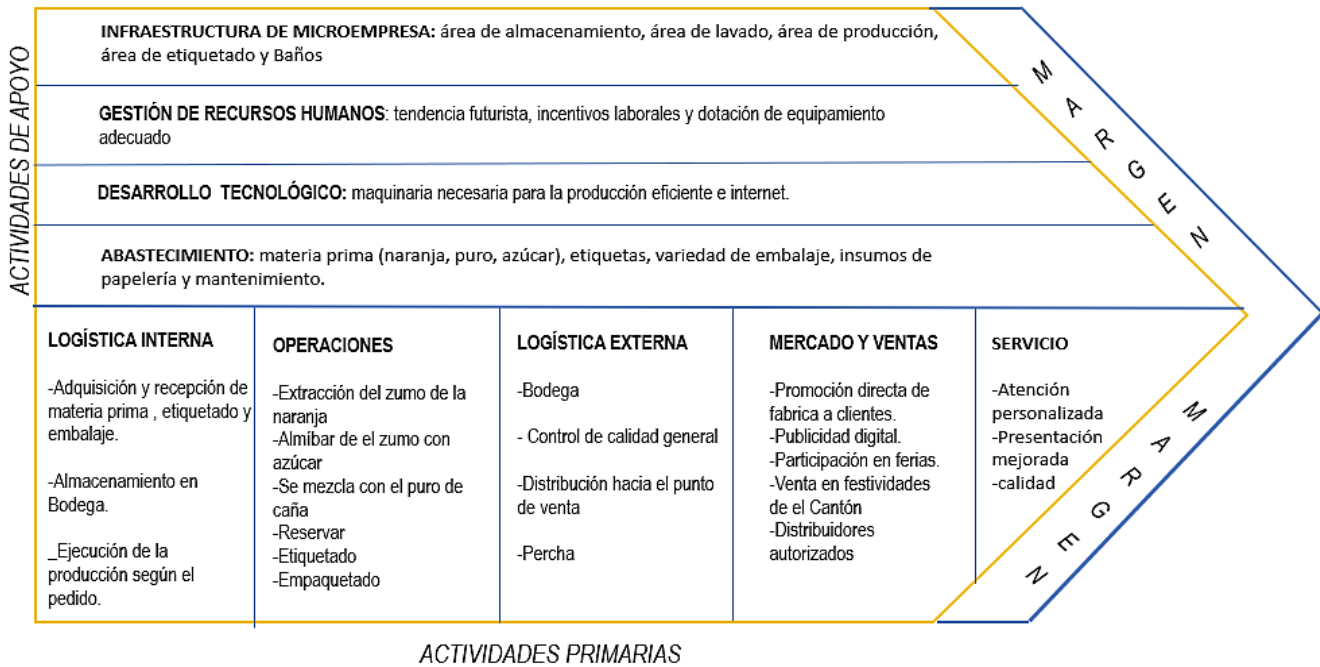 ACTIVIDADES DE APOYO
INFRAESTRUCTURA DE MICROEMPRESA: área de almacenamiento, área de lavado, área de producción,
área de etiquetado y Baños
GESTIÓN DE RECURSOS HUMANOS: tendencia futurista, incentivos laborales y dotación de equipamiento
adecuado
DESARROLLO TECNOLÓGICO: maquinaria necesaria para la producción eficiente e internet.
ABASTECIMIENTO: materia prima (naranja, puro, azúcar), etiquetas, variedad de embalaje, insumos de
papelería y mantenimiento.
MARGEN
LOGÍSTICA INTERNA
-Adquisición y recepción de
materia prima , etiquetado y
embalaje.
-Almacenamiento en
Bodega.
_Ejecución de la
producción según el
pedido.
OPERACIONES
-Extracción del zumo de la
naranja
-Almíbar de el zumo con
azúcar
-Se mezcla con el puro de
caña
-Reservar
-Etiquetado
-Empaquetado
LOGÍSTICA EXTERNA
-Bodega
- Control de calidad general
-Distribución hacia el punto
de venta
-Percha
MERCADO Y VENTAS
-Promoción directa de
fabrica a clientes.
-Publicidad digital.
-Participación en ferias.
-Venta en festividades
de el Cantón
-Distribuidores
autorizados
SERVICIO
-Atención
personalizada
-Presentación
mejorada
-calidad
MARGEN
ACTIVIDADES PRIMARIAS